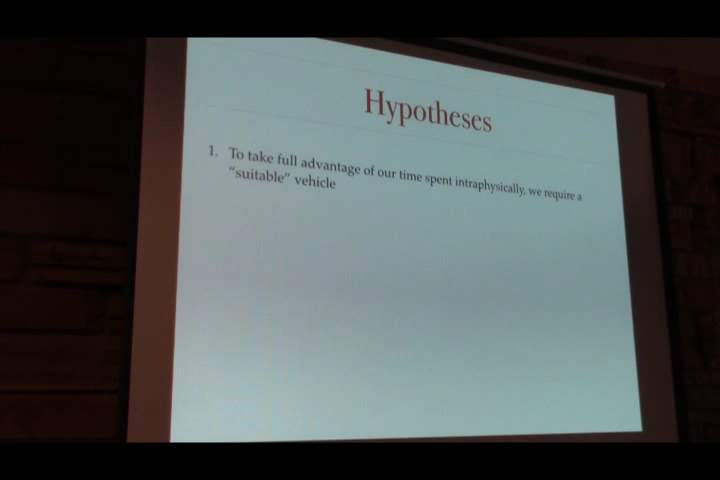 Hypotheses
1. To take full advantage of our time spent intraphysically, we require a
“suitable” vehicle